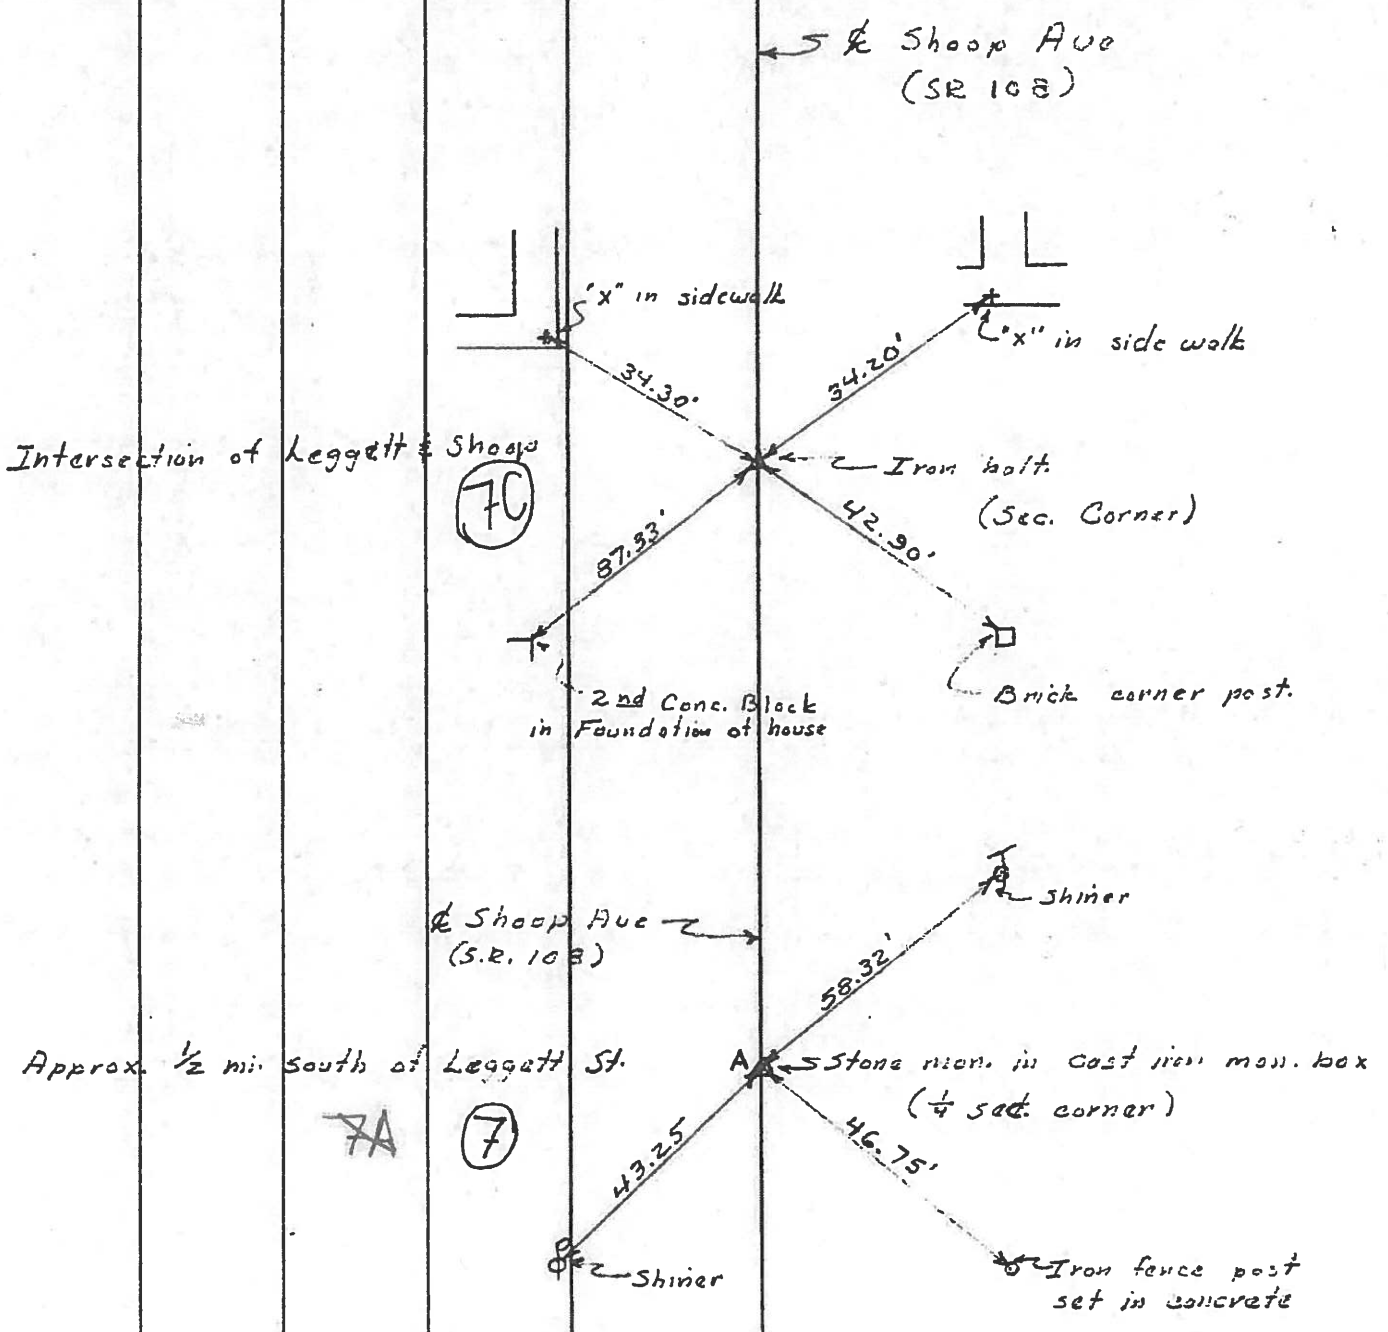 ℄ Shoop Ave
(SR 108)
"x" in sidewalk
"x" in side walk
34.30'
34.20'
Intersection of Leggett & Shoop
7C
Iron bolt.
(Sec. Corner)
87.33'
42.90'
2nd Conc. Block
in Foundation of house
Brick corner post.
Shiner
℄ Shoop Ave
(S.R. 108)
58.32'
Approx. 1/2 mi. south of Leggett St.
A
Stone mon. in cast iron mon. box
(1/4 sec. corner)
7A
7
43.25
46.75'
Shiner
Iron fence post
set in concrete